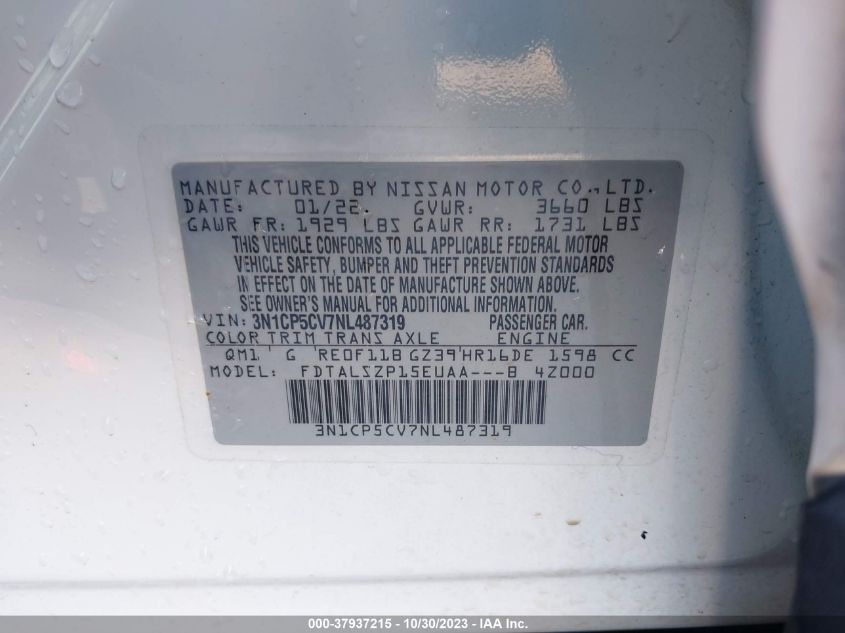 MANUFACTURED BY NISSAN MOTOR CO., LTD.
DATE: 01/22 GVWR: 3660 LBS
GAWR FR: 1929 LBS GAWR RR: 1731 LBS
THIS VEHICLE CONFORMS TO ALL APPLICABLE FEDERAL MOTOR
VEHICLE SAFETY, BUMPER AND THEFT PREVENTION STANDARDS
IN EFFECT ON THE DATE OF MANUFACTURE SHOWN ABOVE.
SEE OWNER'S MANUAL FOR ADDITIONAL INFORMATION.
VIN: 3N1CP5CV7NL487319 PASSENGER CAR.
COLOR TRIM TRANS AXLE ENGINE
QM1 G RE0F11B GZ39 HR16DE 1598 CC
MODEL: FDTALSZP15EUAA---B 4Z000
3N1CP5CV7NL487319
000-37937215 - 10/30/2023 - IAA Inc.